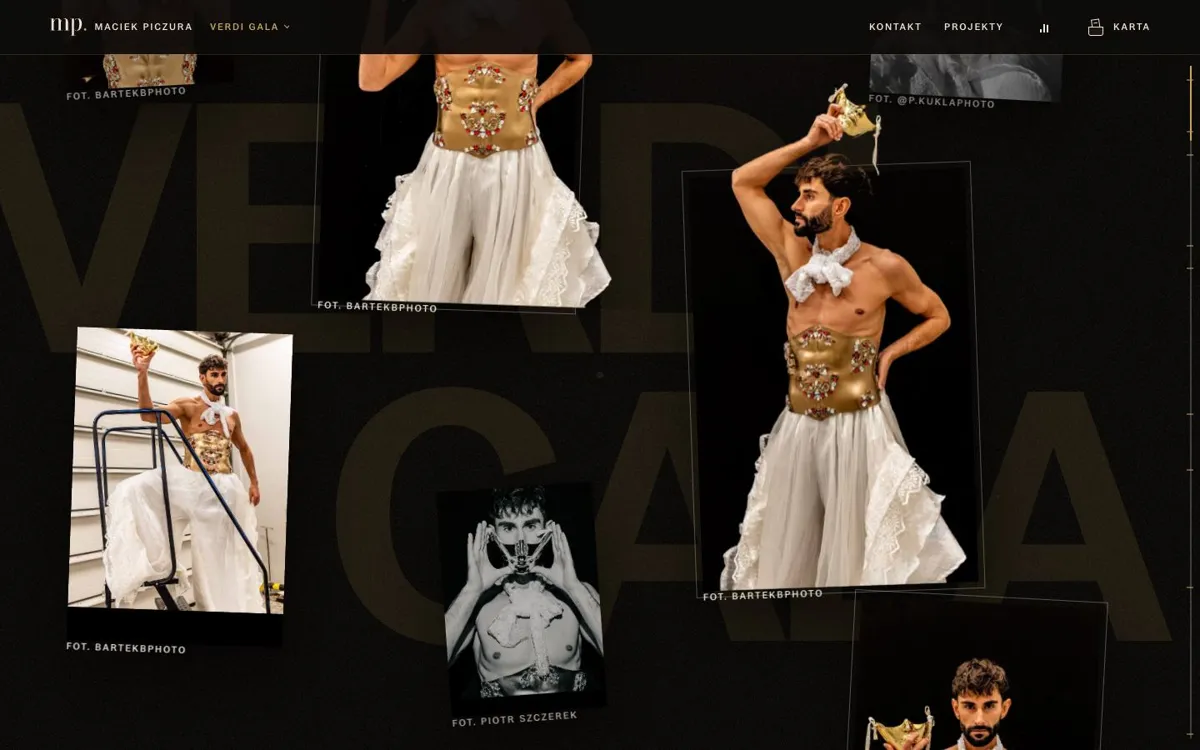 mp. MACIEK PICZURA VERDI GALA KONTAKT PROJEKTY KARTA
FOT. BARTEKBPHOTO
FOT. @P.KUKLAPHOTO
VERDI
FOT. BARTEKBPHOTO
GALA
FOT. BARTEKBPHOTO
FOT. BARTEKBPHOTO
FOT. PIOTR SZCZEREK